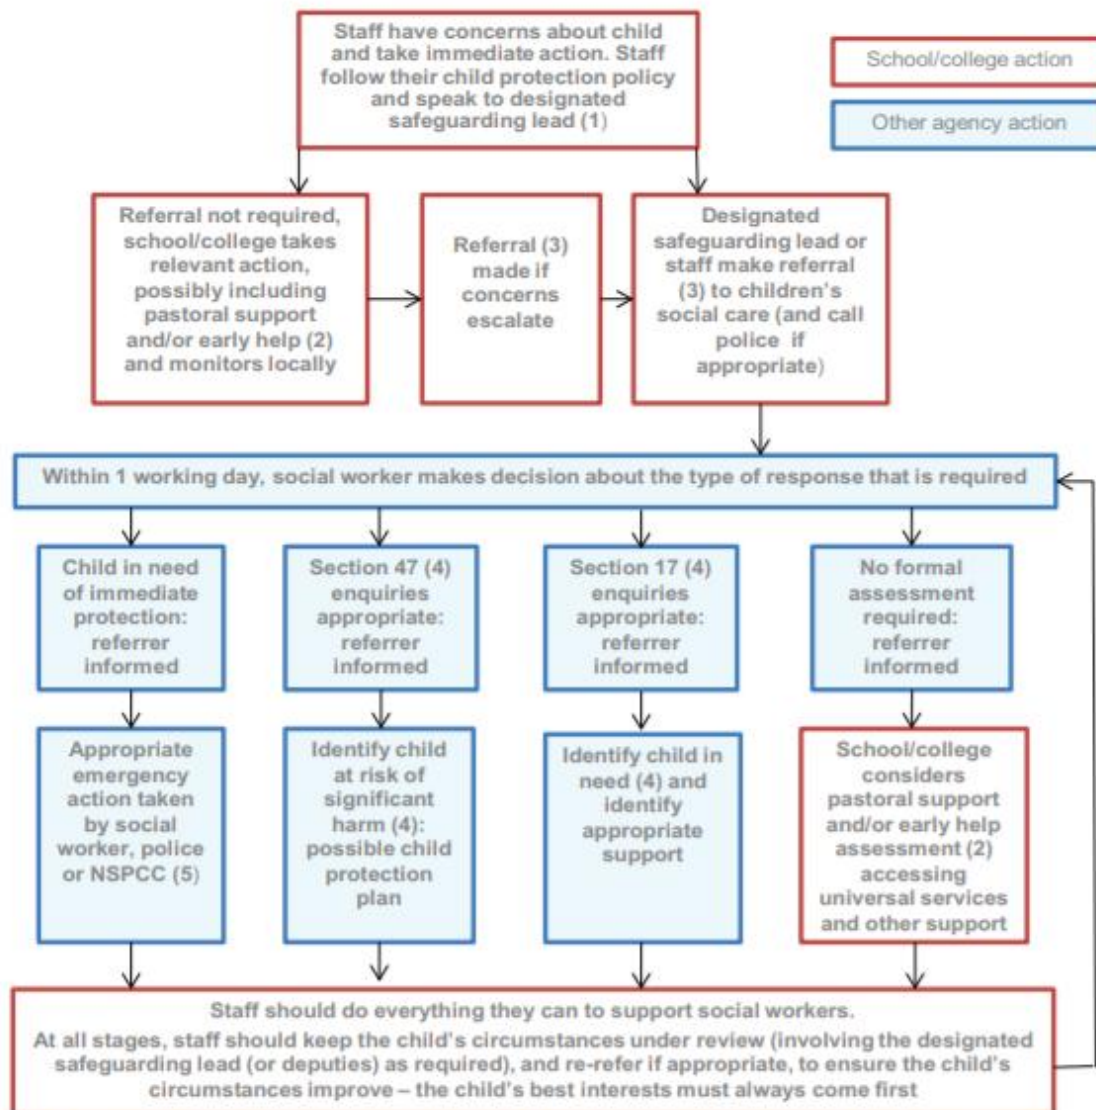 Staff have concerns about child
and take immediate action. Staff
follow their child protection policy
and speak to designated
safeguarding lead (1)
School/college action
Other agency action
Referral not required,
school/college takes
relevant action,
possibly including
pastoral support
and/or early help (2)
and monitors locally
Referral (3)
made if
concerns
escalate
Designated
safeguarding lead or
staff make referral
(3) to children's
social care (and call
police if
appropriate)
Within 1 working day, social worker makes decision about the type of response that is required
Child in need
of immediate
protection:
referrer
informed
Section 47 (4)
enquiries
appropriate:
referrer
informed
Section 17 (4)
enquiries
appropriate:
referrer
informed
No formal
assessment
required:
referrer
informed
Appropriate
emergency
action taken
by social
worker, police
or NSPCC (5)
Identify child
at risk of
significant
harm (4):
possible child
protection
plan
Identify child in
need (4) and
identify
appropriate
support
School/college
considers
pastoral support
and/or early help
assessment (2)
accessing
universal services
and other support
Staff should do everything they can to support social workers.
At all stages, staff should keep the child's circumstances under review (involving the designated
safeguarding lead (or deputies) as required), and re-refer if appropriate, to ensure the child's
circumstances improve – the child's best interests must always come first